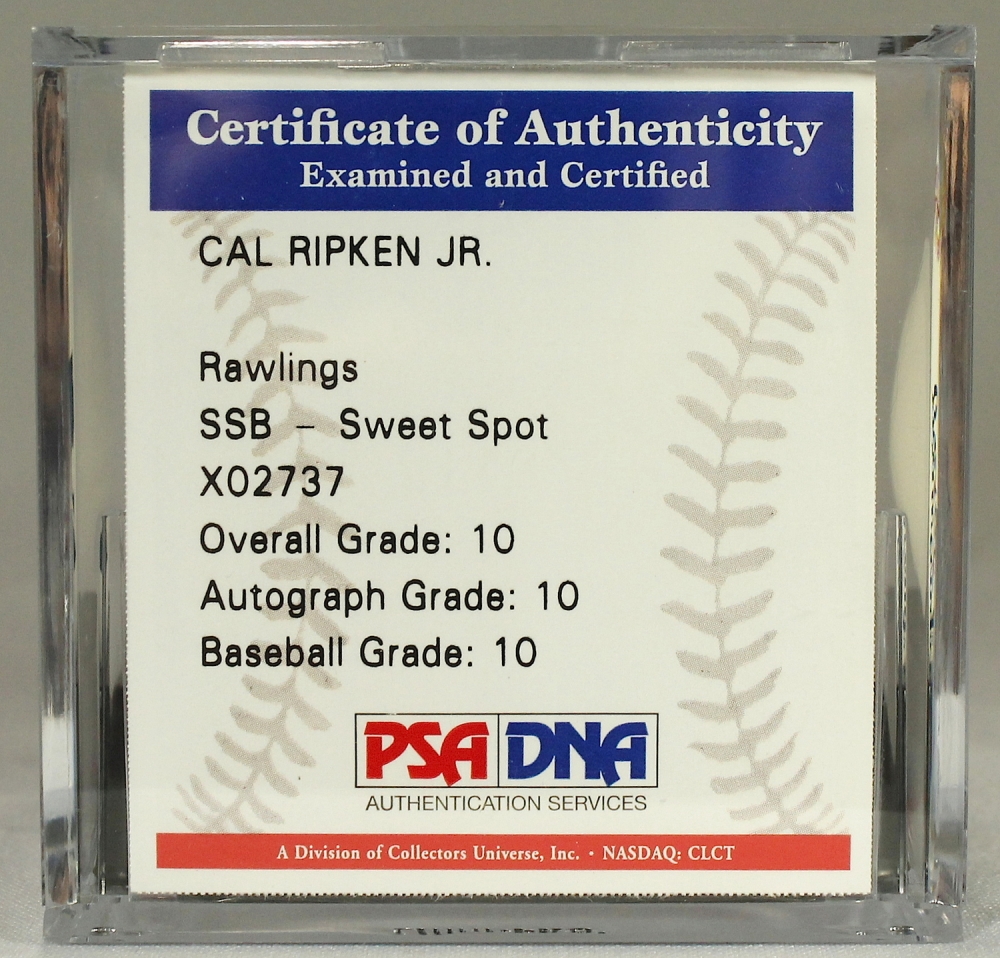 Certificate of Authenticity
Examined and Certified
CAL RIPKEN JR.
Rawlings
SSB – Sweet Spot
X02737
Overall Grade: 10
Autograph Grade: 10
Baseball Grade: 10
PSA DNA
AUTHENTICATION SERVICES
A Division of Collectors Universe, Inc. • NASDAQ: CLCT